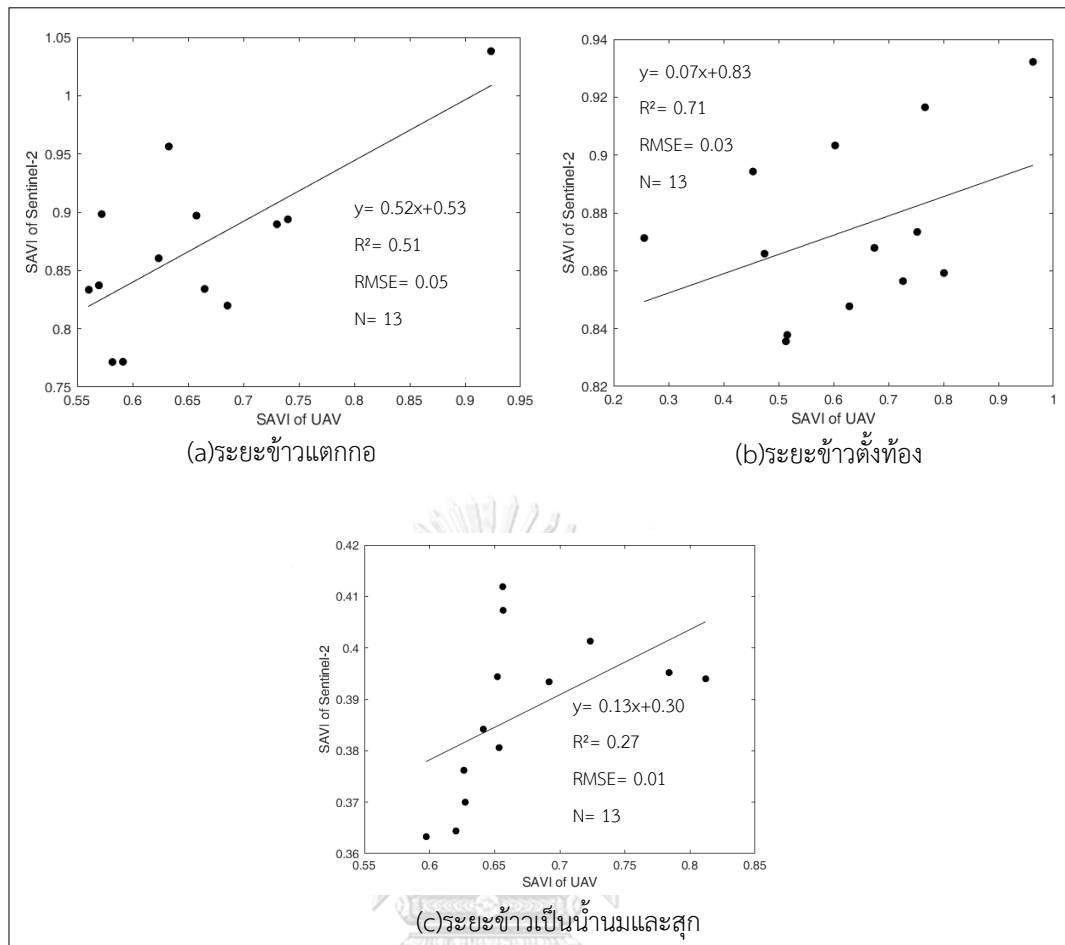 1.05
1
0.95
0.9
0.85
0.8
0.75
SAVI of Sentinel-2
y= 0.52x+0.53
R²= 0.51
RMSE= 0.05
N= 13
0.55 0.6 0.65 0.7 0.75 0.8 0.85 0.9 0.95
SAVI of UAV
(a)ระยะข้าวแตกกอ
0.94
0.92
0.9
0.88
0.86
0.84
0.82
SAVI of Sentinel-2
y= 0.07x+0.83
R²= 0.71
RMSE= 0.03
N= 13
0.2 0.3 0.4 0.5 0.6 0.7 0.8 0.9 1
SAVI of UAV
(b)ระยะข้าวตั้งท้อง
0.42
0.41
0.4
0.39
0.38
0.37
0.36
SAVI of Sentinel-2
y= 0.13x+0.30
R²= 0.27
RMSE= 0.01
N= 13
0.55 0.6 0.65 0.7 0.75 0.8 0.85
SAVI of UAV
(c)ระยะข้าวเป็นน้ำนมและสุก